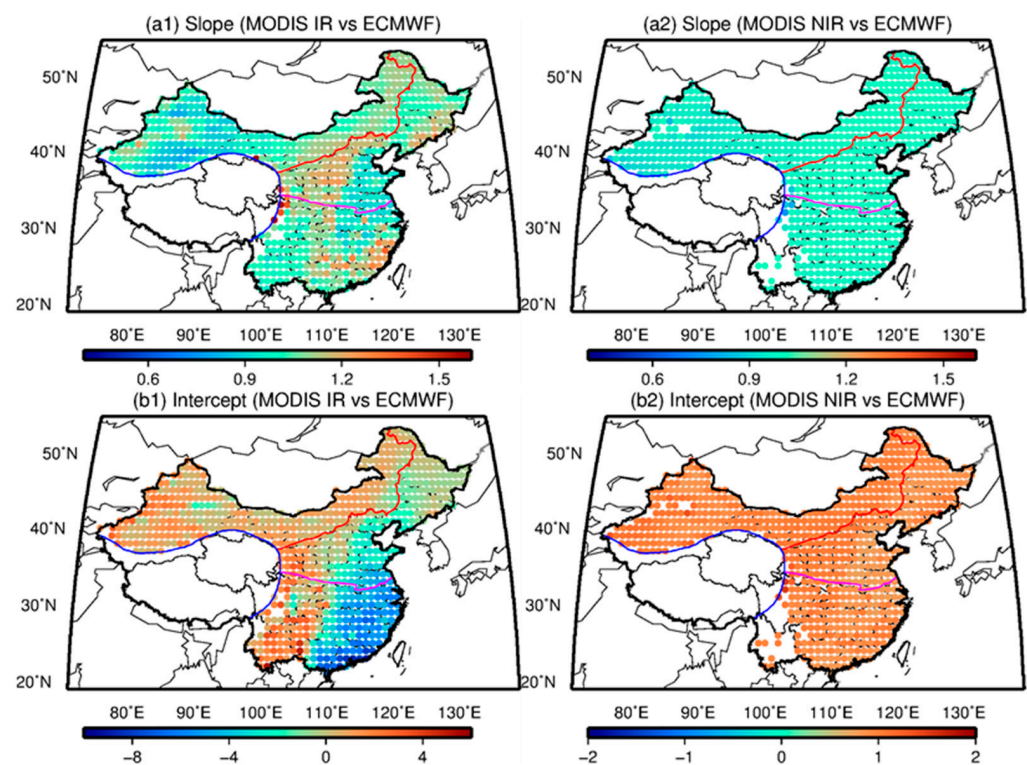 (a1) Slope (MODIS IR vs ECMWF)
50˚N
40˚N
30˚N
20˚N
80˚E 90˚E 100˚E 110˚E 120˚E 130˚E
0.6 0.9 1.2 1.5
(a2) Slope (MODIS NIR vs ECMWF)
50˚N
40˚N
30˚N
20˚N
80˚E 90˚E 100˚E 110˚E 120˚E 130˚E
0.6 0.9 1.2 1.5
(b1) Intercept (MODIS IR vs ECMWF)
50˚N
40˚N
30˚N
20˚N
80˚E 90˚E 100˚E 110˚E 120˚E 130˚E
−8 −4 0 4
(b2) Intercept (MODIS NIR vs ECMWF)
50˚N
40˚N
30˚N
20˚N
80˚E 90˚E 100˚E 110˚E 120˚E 130˚E
−2 −1 0 1 2